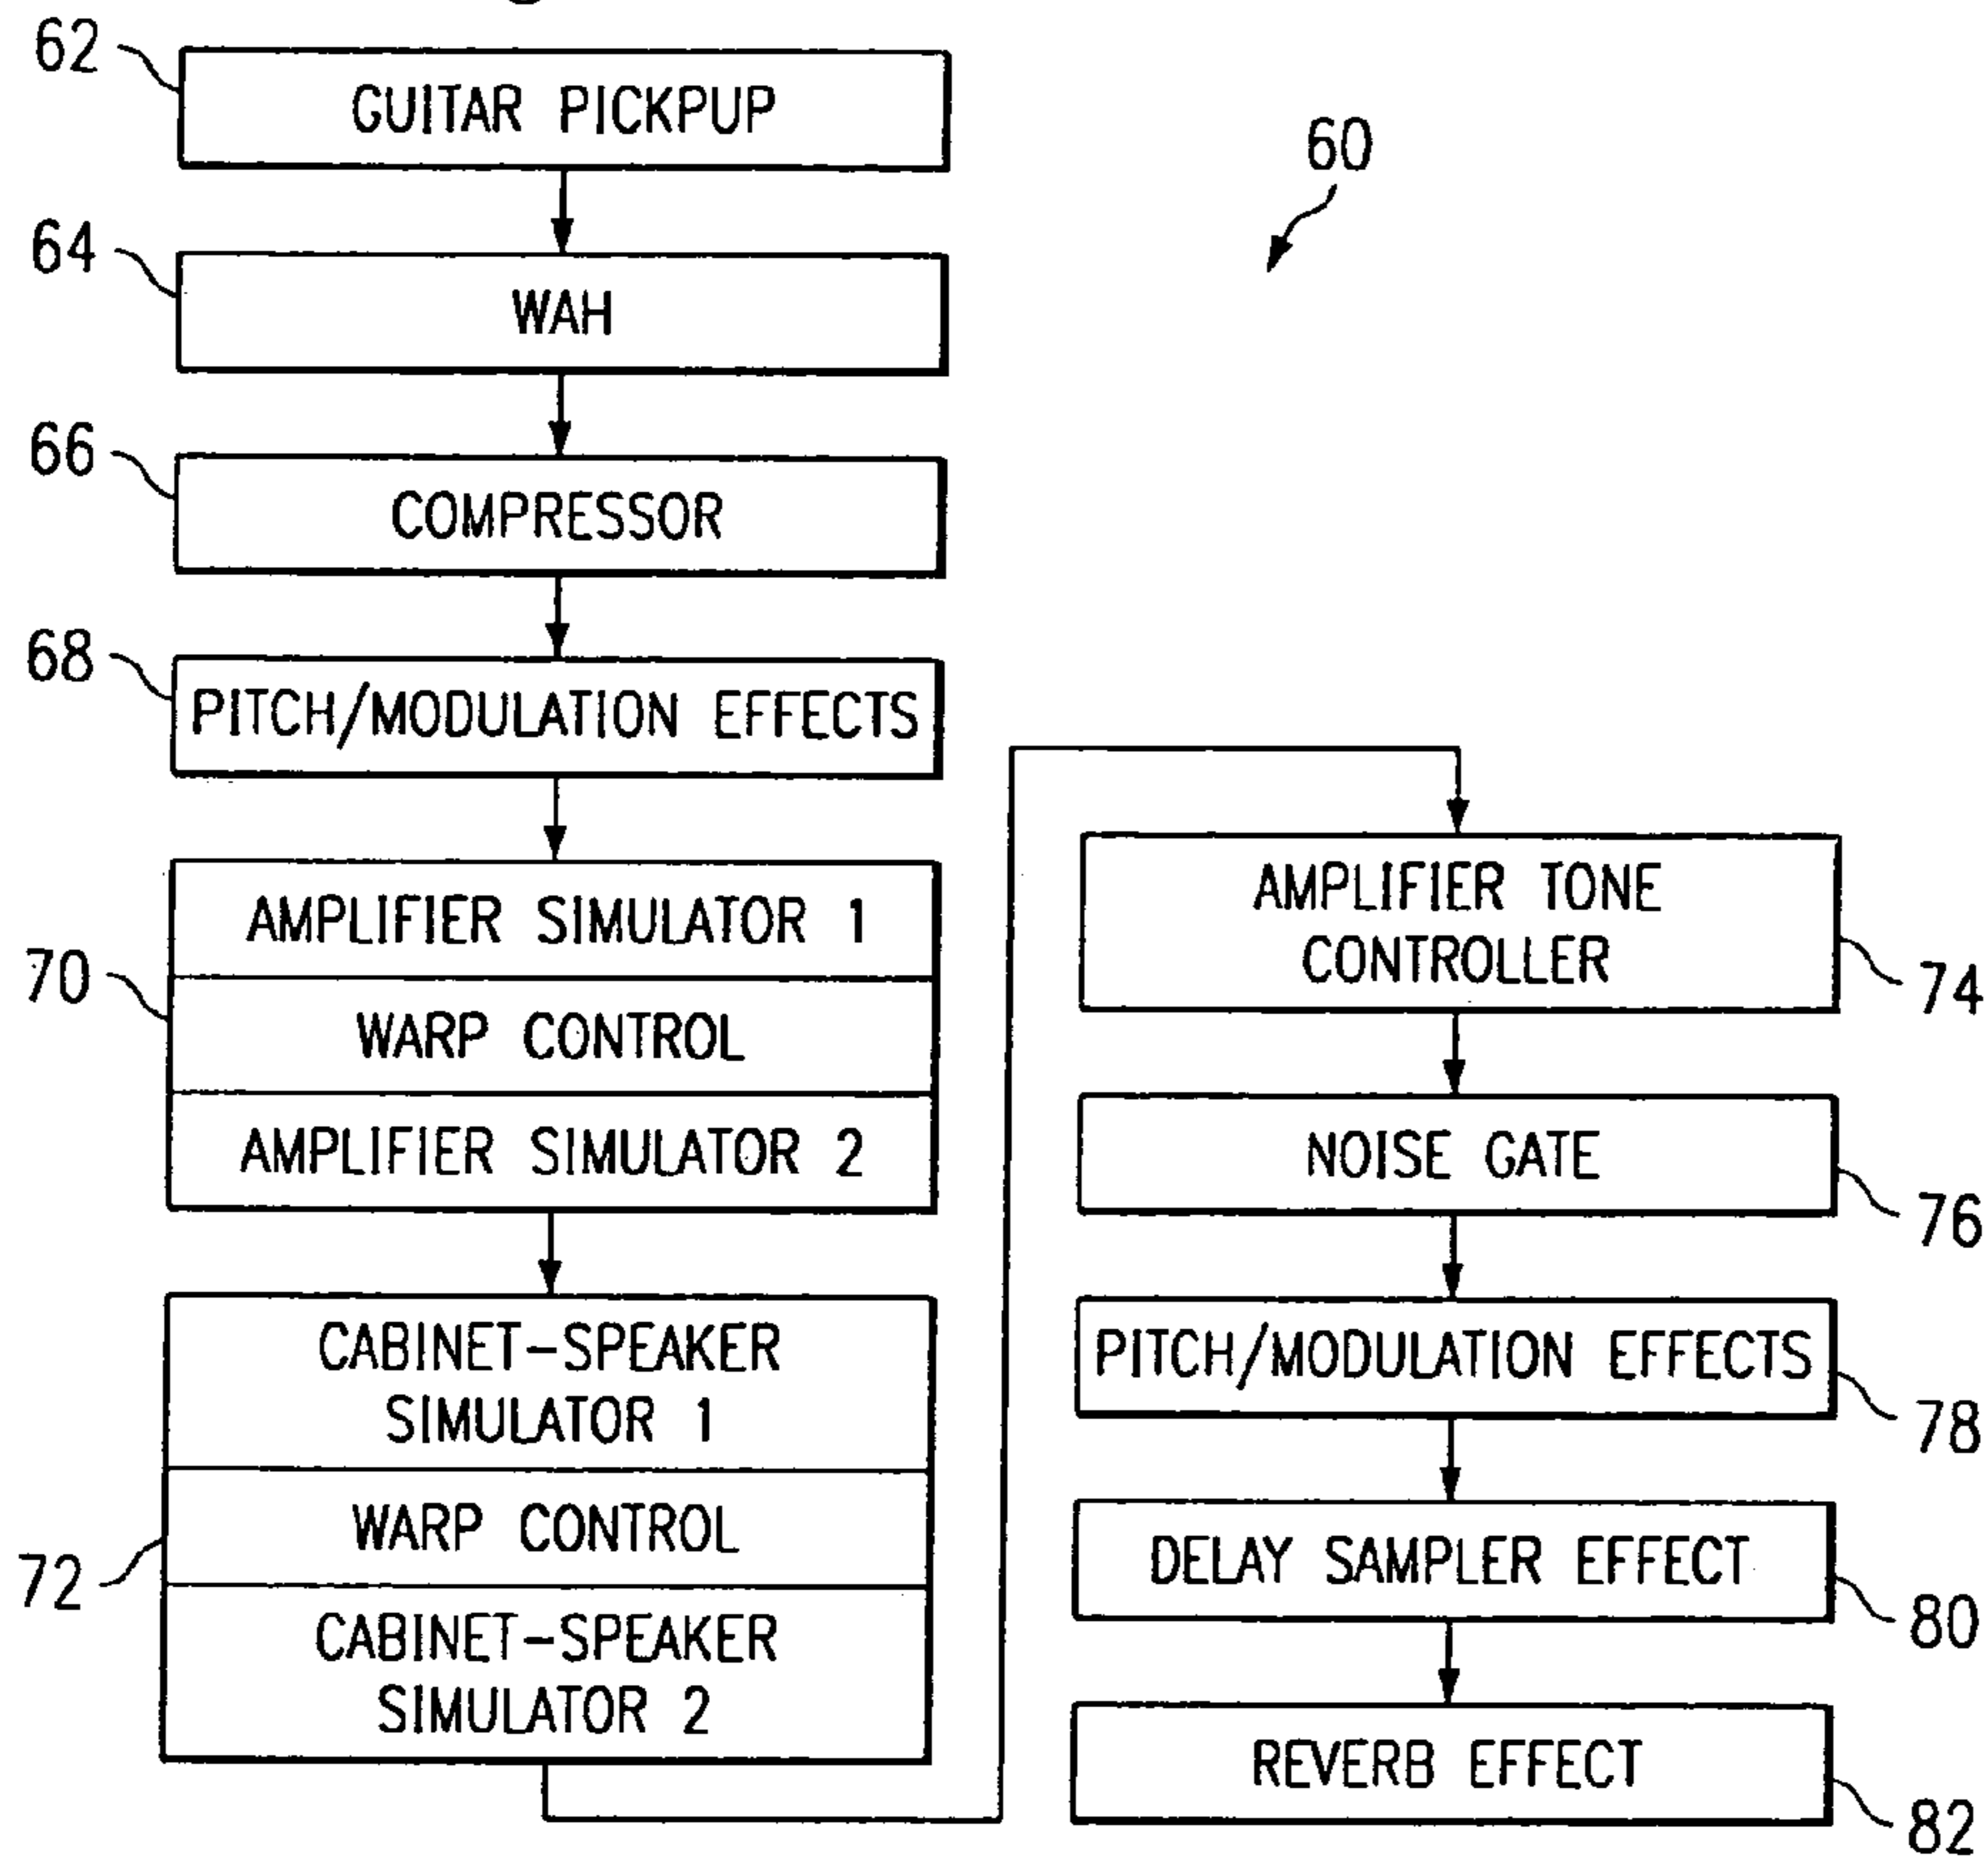 62
GUITAR PICKPUP
60
64
WAH
66
COMPRESSOR
68
PITCH/MODULATION EFFECTS
70
AMPLIFIER SIMULATOR 1
WARP CONTROL
AMPLIFIER SIMULATOR 2
72
CABINET-SPEAKER
SIMULATOR 1
WARP CONTROL
CABINET-SPEAKER
SIMULATOR 2
AMPLIFIER TONE
CONTROLLER
74
NOISE GATE
76
PITCH/MODULATION EFFECTS
78
DELAY SAMPLER EFFECT
80
REVERB EFFECT
82